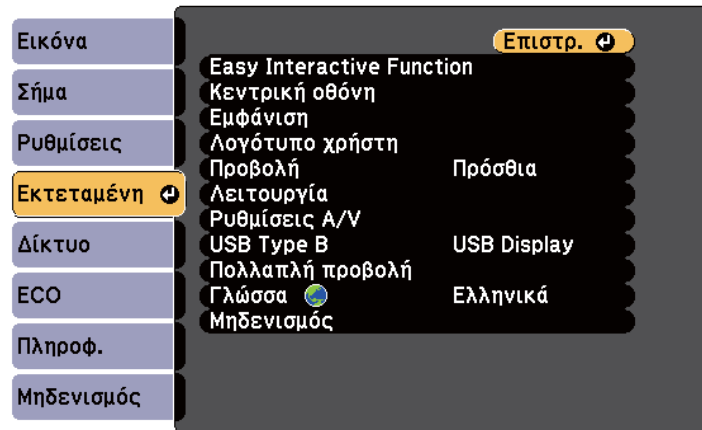 Εικόνα
Σήμα
Ρυθμίσεις
Εκτεταμένη
Δίκτυο
ECO
Πληροφ.
Μηδενισμός
Επιστρ.
Easy Interactive Function
Κεντρική οθόνη
Εμφάνιση
Λογότυπο χρήστη
Προβολή Πρόσθια
Λειτουργία
Ρυθμίσεις A/V
USB Type B USB Display
Πολλαπλή προβολή
Γλώσσα Ελληνικά
Μηδενισμός